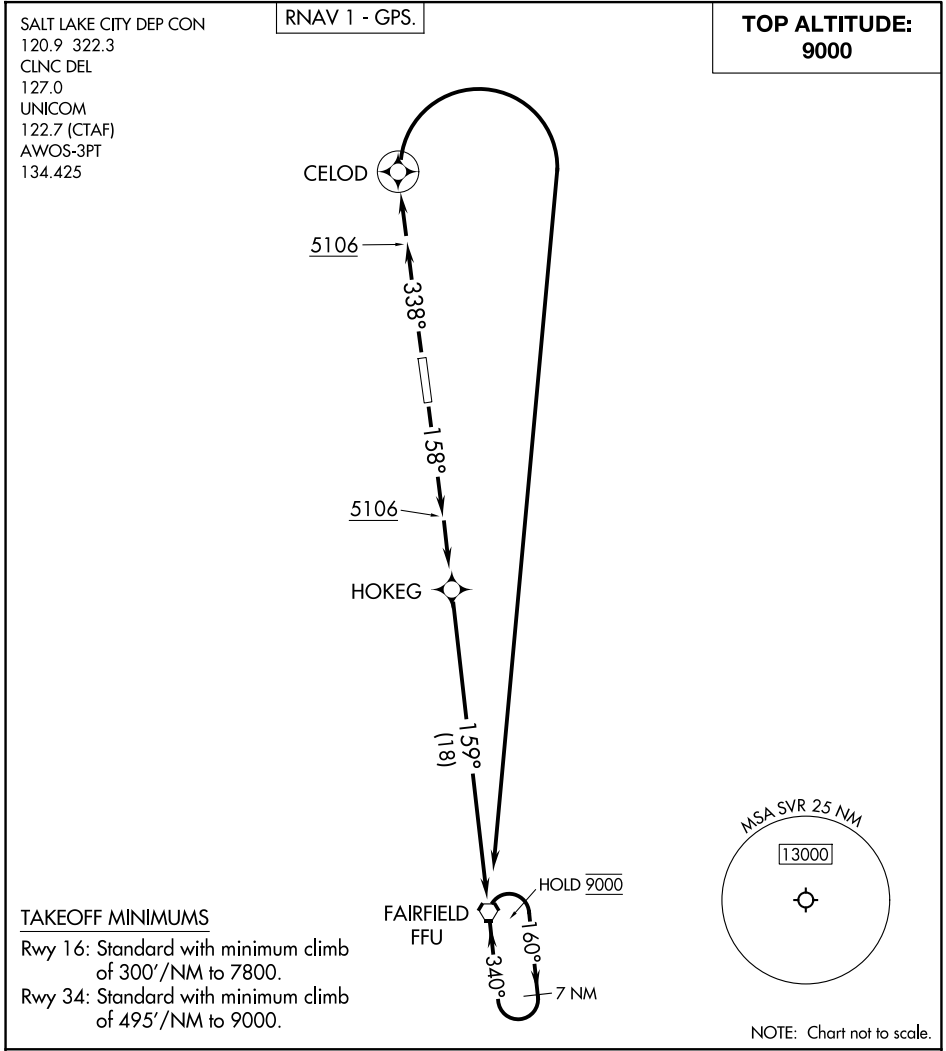 SALT LAKE CITY DEP CON
120.9 322.3
CLNC DEL
127.0
UNICOM
122.7 (CTAF)
AWOS-3PT
134.425
RNAV 1 - GPS.
TOP ALTITUDE:
9000
CELOD
5106
338°
158°
5106
HOKEG
159°
(18)
FAIRFIELD
FFU
HOLD 9000
160°
340°
7 NM
MSA SVR 25 NM
13000
TAKEOFF MINIMUMS
Rwy 16: Standard with minimum climb
of 300'/NM to 7800.
Rwy 34: Standard with minimum climb
of 495'/NM to 9000.
NOTE: Chart not to scale.